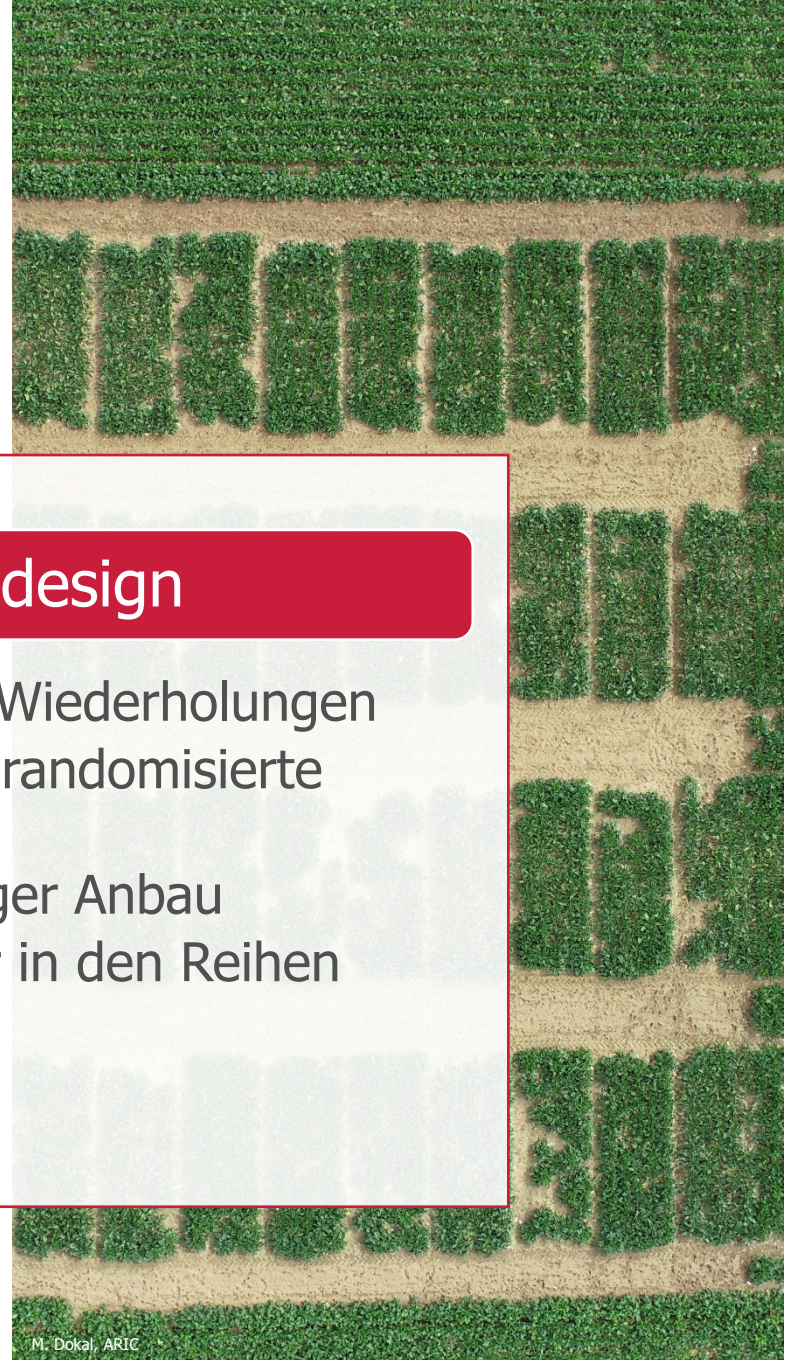 design
Wiederholungen
randomisierte
ger Anbau
in den Reihen
M. Dokal, ARIC